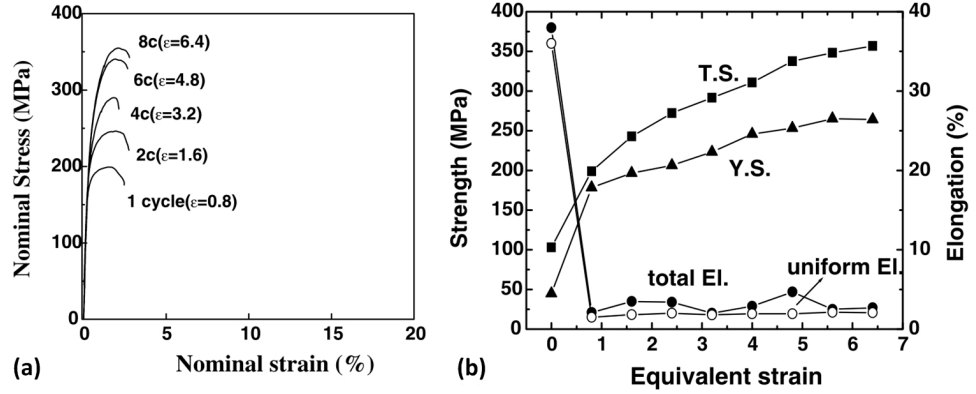 400
8c(ε=6.4)
6c(ε=4.8)
300
4c(ε=3.2)
200
2c(ε=1.6)
1 cycle(ε=0.8)
100
0
0 5 10 15 20
Nominal Stress (MPa)
Nominal strain (%)
(a)
400
350
300
250
200
150
100
50
0
Strength (MPa)
T.S.
Y.S.
total El.
uniform El.
40
30
20
10
0
Elongation (%)
0 1 2 3 4 5 6 7
Equivalent strain
(b)